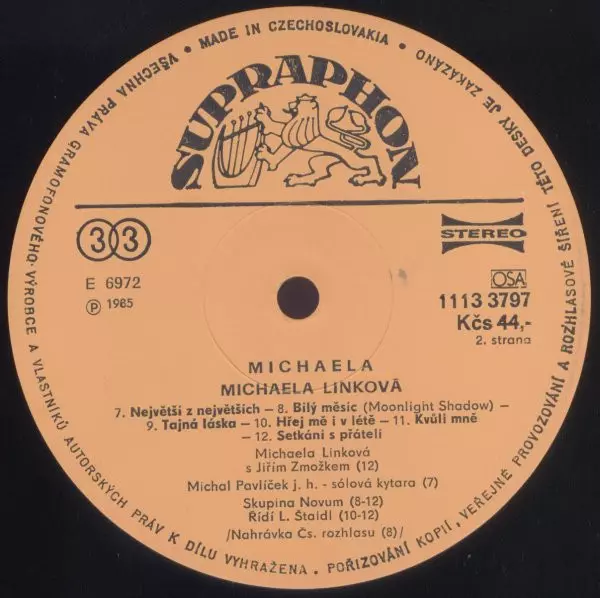 VŠECHNA PRÁVA GRAMOFONOVÉHO VÝROBCE A VLASTNÍKŮ AUTORSKÝCH PRÁV K DÍLU VYHRAŽENA • POŘIZOVÁNÍ KOPIÍ, VEŘEJNÉ PROVOZOVÁNÍ A ROZHLASOVÉ ŠÍŘENÍ TÉTO DESKY JE ZAKÁZÁNO •
MADE IN CZECHOSLOVAKIA •
SUPRAPHON
33
STEREO
E 6972
OSA
℗ 1985
1113 3797
Kčs 44,-
2. strana
MICHAELA
MICHAELA LINKOVÁ
7. Největší z největších – 8. Bílý měsíc (Moonlight Shadow) –
9. Tajná láska – 10. Hřej mě i v létě – 11. Kvůli mně
– 12. Setkání s přáteli
Michaela Linková
s Jiřím Zmožkem (12)
Michal Pavlíček j. h. - sólová kytara (7)
Skupina Novum (8-12)
Řídí L. Štaidl (10-12)
/Nahrávka Čs. rozhlasu (8)/